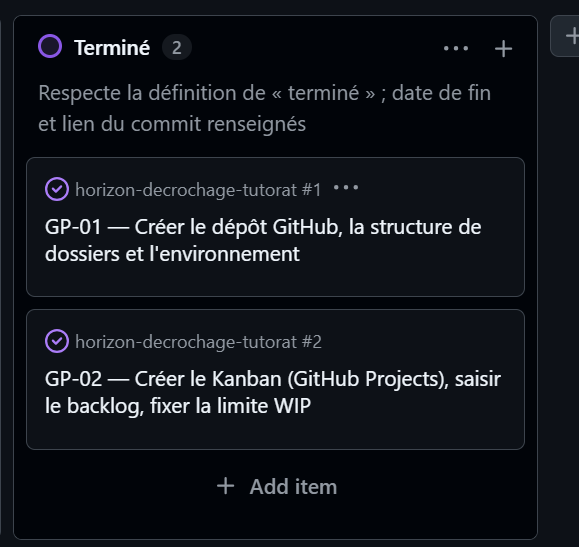 Terminé 2
Respecte la définition de « terminé » ; date de fin
et lien du commit renseignés
horizon-decrochage-tutorat #1
GP-01 — Créer le dépôt GitHub, la structure de
dossiers et l'environnement
horizon-decrochage-tutorat #2
GP-02 — Créer le Kanban (GitHub Projects), saisir
le backlog, fixer la limite WIP
Add item